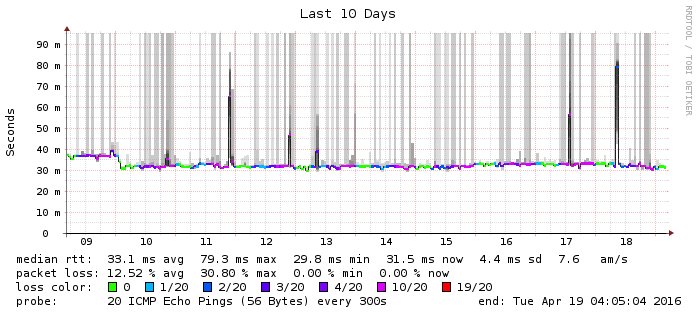 Last 10 Days
RRDTOOL / TOBI OETIKER
Seconds
90 m
80 m
70 m
60 m
50 m
40 m
30 m
20 m
10 m
0
09 10 11 12 13 14 15 16 17 18
median rtt: 33.1 ms avg 79.3 ms max 29.8 ms min 31.5 ms now 4.4 ms sd 7.6 am/s
packet loss: 12.52 % avg 30.80 % max 0.00 % min 0.00 % now
loss color: 0 1/20 2/20 3/20 4/20 10/20 19/20
probe: 20 ICMP Echo Pings (56 Bytes) every 300s end: Tue Apr 19 04:05:04 2016